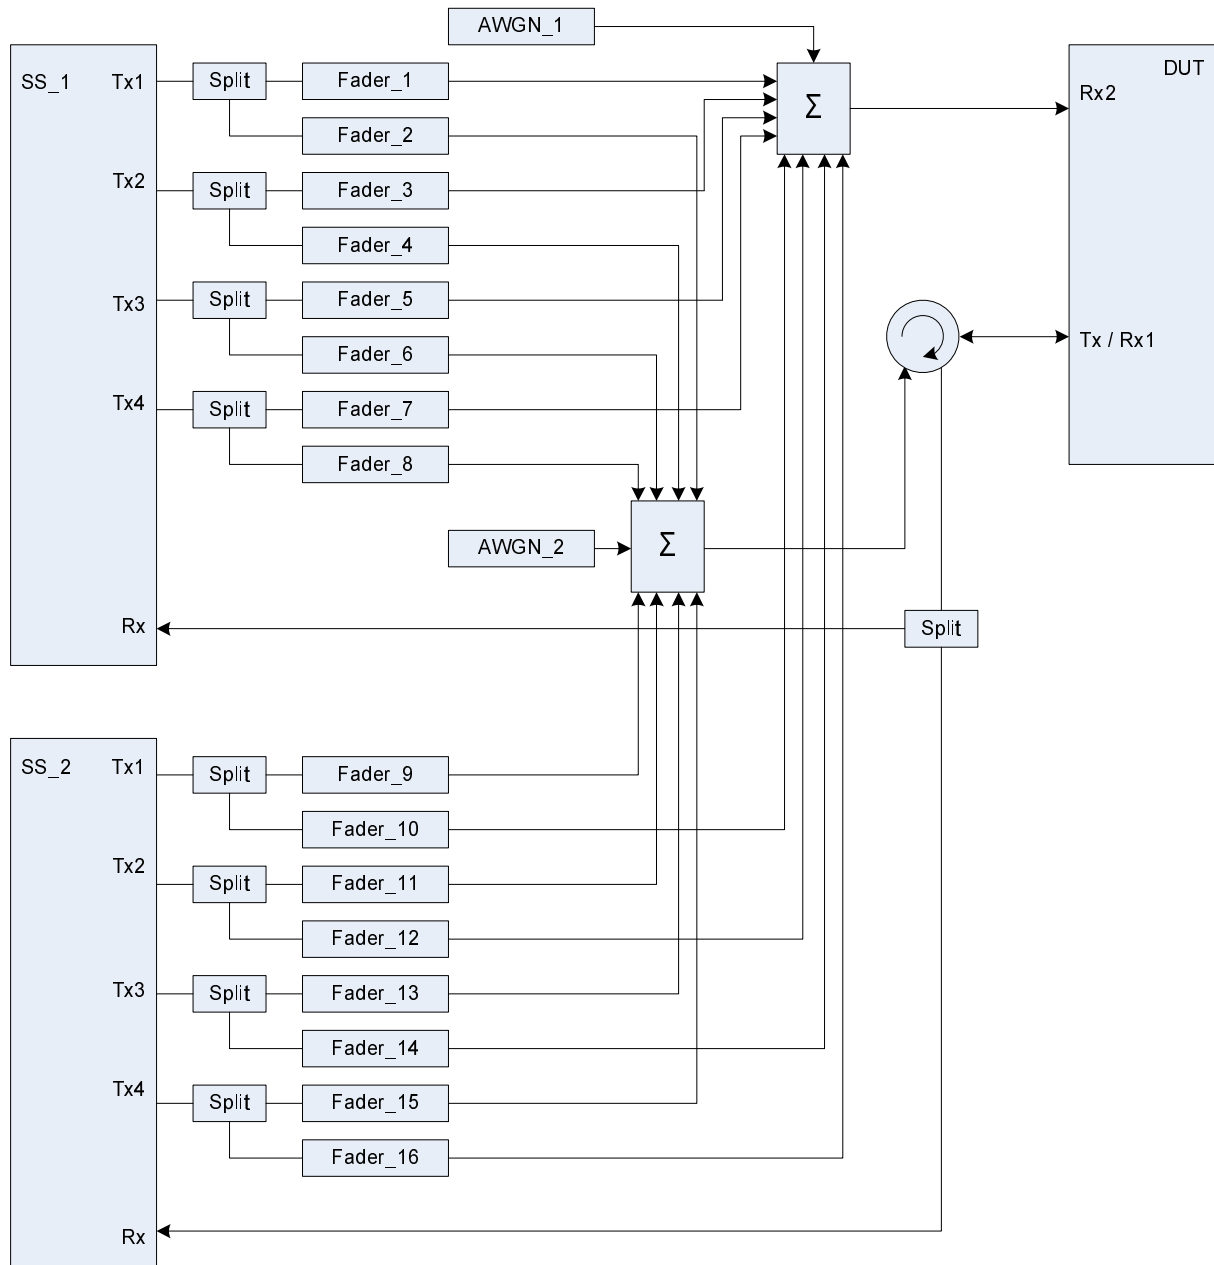 AWGN_1
SS_1
Tx1
Split
Fader_1
Σ
DUT
Rx2
Fader_2
Tx2
Split
Fader_3
Fader_4
Tx3
Split
Fader_5
Fader_6
Tx / Rx1
Tx4
Split
Fader_7
Fader_8
AWGN_2
Σ
Rx
Split
SS_2
Tx1
Split
Fader_9
Fader_10
Tx2
Split
Fader_11
Fader_12
Tx3
Split
Fader_13
Fader_14
Tx4
Split
Fader_15
Fader_16
Rx